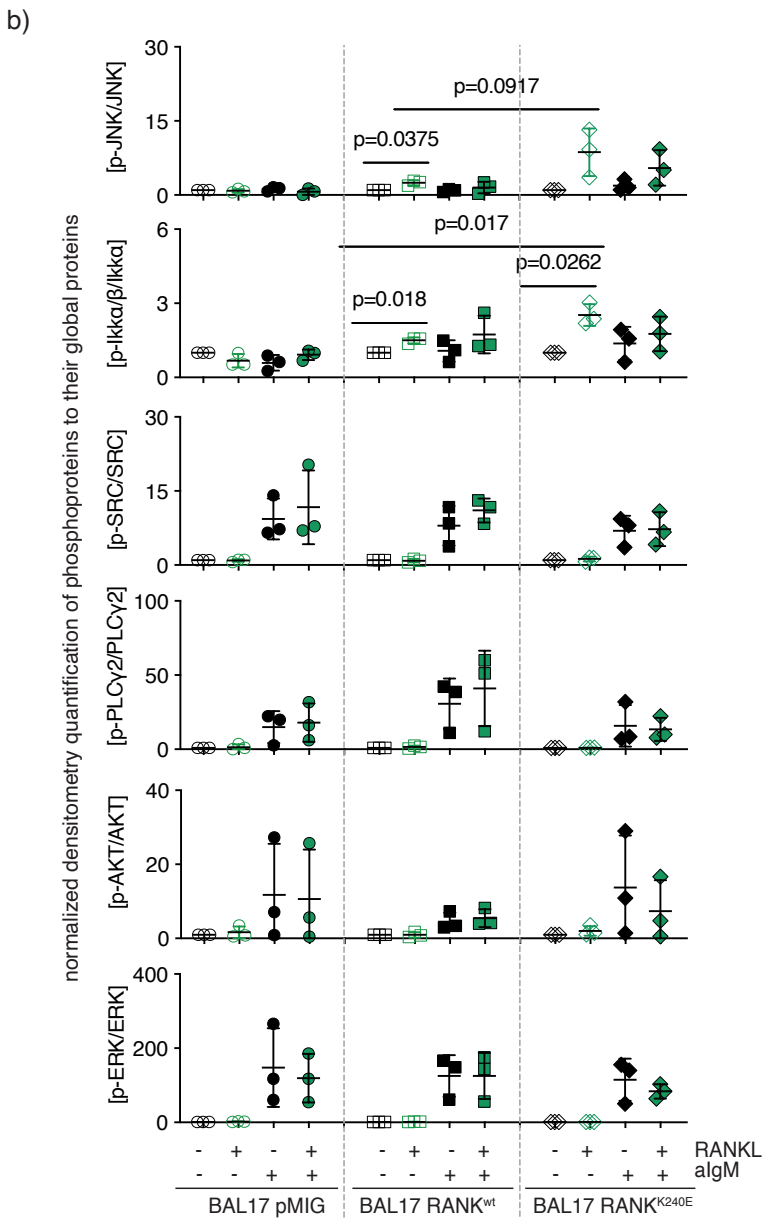 b)
normalized densitometry quantification of phosphoproteins to their global proteins
[p-JNK/JNK]
30
15
0
p=0.0917
p=0.0375
[p-Ikkα/β/Ikkα]
6
3
0
p=0.017
p=0.0262
p=0.018
[p-SRC/SRC]
30
15
0
[p-PLCγ2/PLCγ2]
100
50
0
[p-AKT/AKT]
40
20
0
[p-ERK/ERK]
400
200
0
- + - + - + - + - + - + RANKL
- - + + - - + + - - + + aIgM
BAL17 pMIG BAL17 RANKwt BAL17 RANKK240E